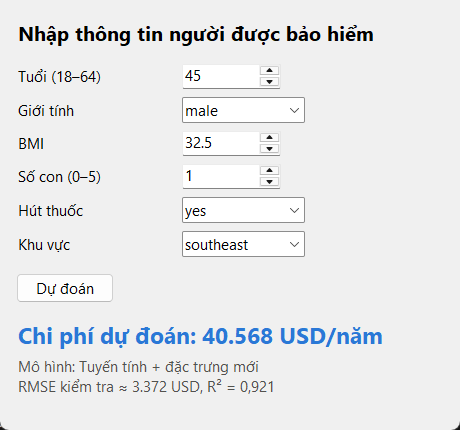 Nhập thông tin người được bảo hiểm
Tuổi (18–64) 45
Giới tính male
BMI 32.5
Số con (0–5) 1
Hút thuốc yes
Khu vực southeast
Dự đoán
Chi phí dự đoán: 40.568 USD/năm
Mô hình: Tuyến tính + đặc trưng mới
RMSE kiểm tra ≈ 3.372 USD, R² = 0,921